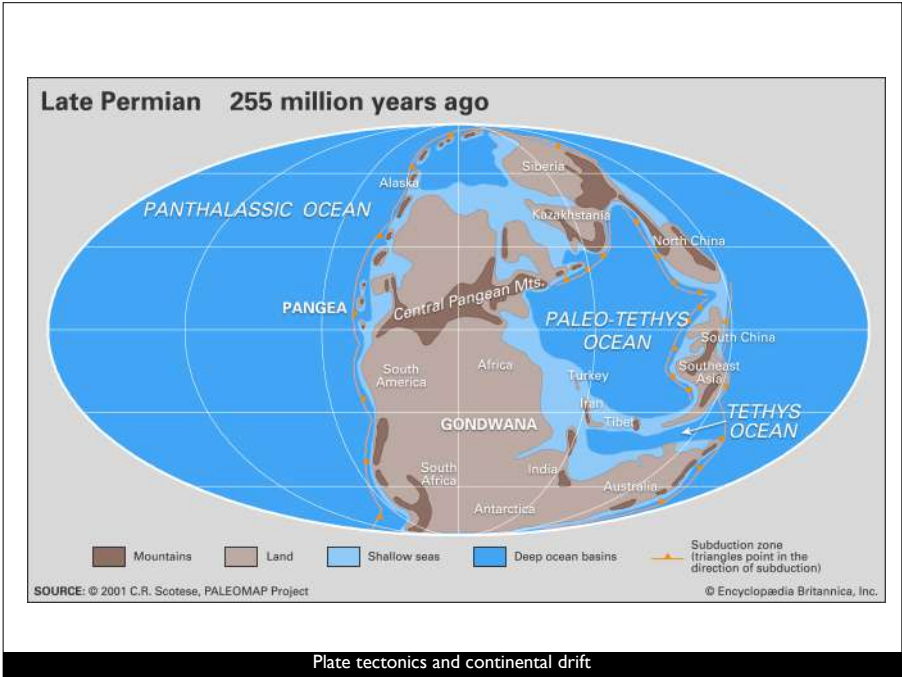 Late Permian 255 million years ago
Siberia
Alaska
PANTHALASSIC OCEAN
Kazakhstania
North China
Central Pangean Mts.
PANGEA
PALEO-TETHYS
OCEAN
South China
South
America
Africa
Turkey
Southeast
Asia
Iran
TETHYS
OCEAN
GONDWANA
Tibet
South
Africa
India
Australia
Antarctica
Mountains
Land
Shallow seas
Deep ocean basins
Subduction zone
(triangles point in the
direction of subduction)
SOURCE: © 2001 C.R. Scotese, PALEOMAP Project
© Encyclopædia Britannica, Inc.
Plate tectonics and continental drift